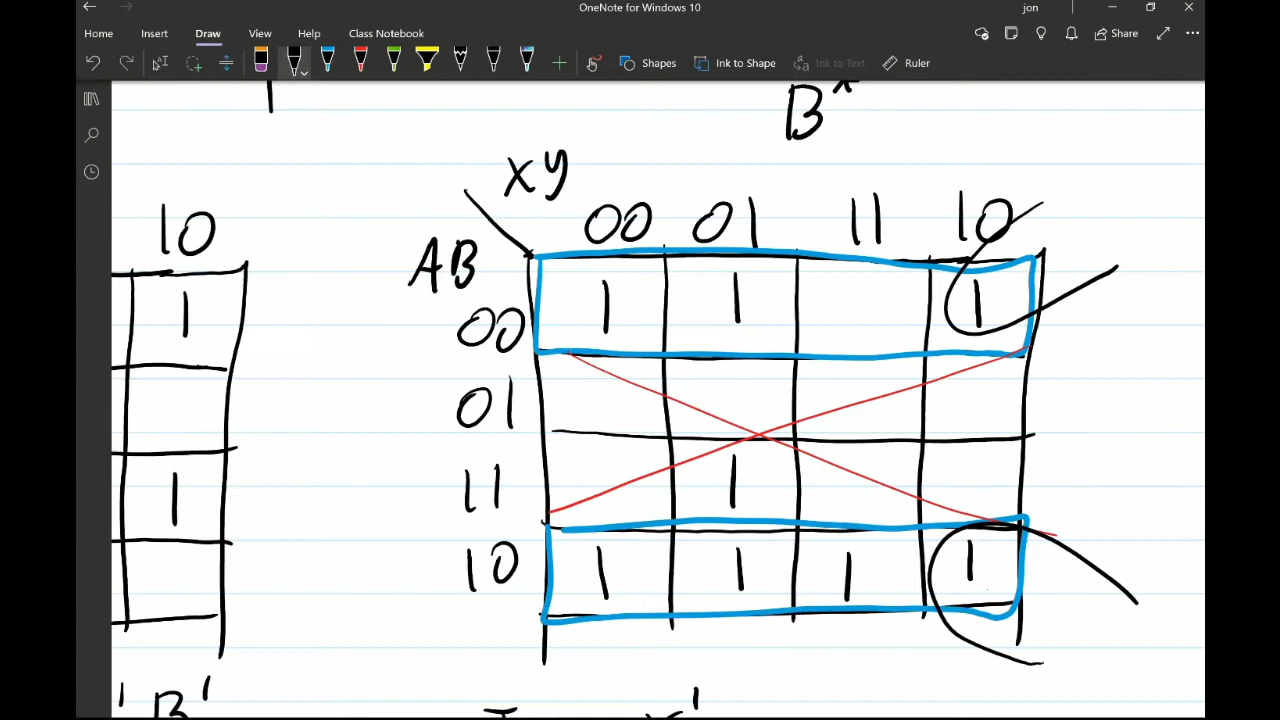 OneNote for Windows 10
jon
Home Insert Draw View Help Class Notebook
Share
Shapes Ink to Shape Ink to Text Ruler
B
XY
10 00 01 11 10
AB
1 00 1 1 1
01
1 11 1
10 1 1 1 1
' B'